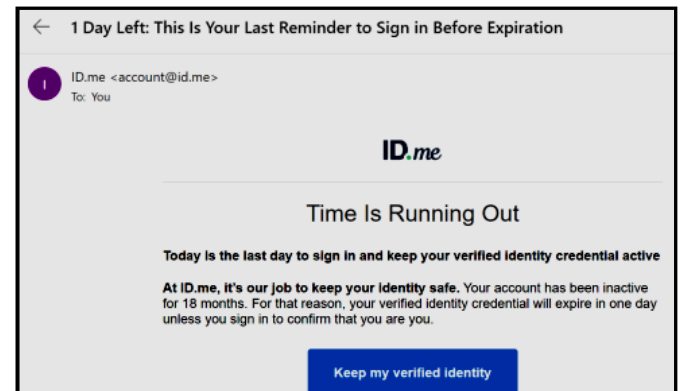 1 Day Left: This Is Your Last Reminder to Sign in Before Expiration
I
ID.me <account@id.me>
To: You
ID.me
Time Is Running Out
Today is the last day to sign in and keep your verified identity credential active
At ID.me, it's our job to keep your identity safe. Your account has been inactive
for 18 months. For that reason, your verified identity credential will expire in one day
unless you sign in to confirm that you are you.
Keep my verified identity